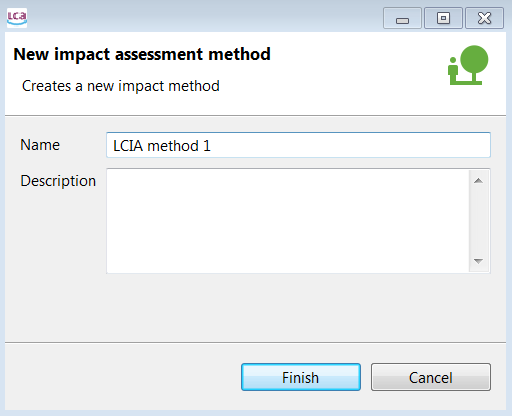 LCA
New impact assessment method
Creates a new impact method
Name
LCIA method 1
Description
Finish
Cancel